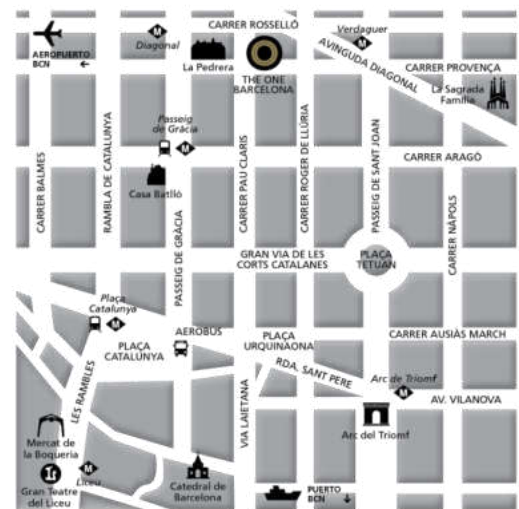 CARRER ROSSELLÓ
Diagonal
Verdaguer
AEROPUERTO
BCN
La Pedrera
THE ONE
BARCELONA
AVINGUDA DIAGONAL
CARRER PROVENÇA
La Sagrada
Família
Passeig
de Gràcia
CARRER BALMES
RAMBLA DE CATALUNYA
Casa Batlló
PASSEIG DE GRÀCIA
CARRER PAU CLARIS
CARRER ROGER DE LLÚRIA
PASSEIG DE SANT JOAN
CARRER ARAGÓ
CARRER NÀPOLS
GRAN VIA DE LES
CORTS CATALANES
PLAÇA
TETUAN
Plaça
Catalunya
AEROBUS
PLAÇA
CATALUNYA
PLAÇA
URQUINAONA
CARRER AUSIÀS MARCH
LES RAMBLES
VIA LAIETANA
RDA. SANT PERE
Arc de Triomf
AV. VILANOVA
Arc del Triomf
Mercat de
la Boqueria
Gran Teatre
del Liceu
Liceu
Catedral de
Barcelona
PUERTO
BCN
M
M
M
M
M
M